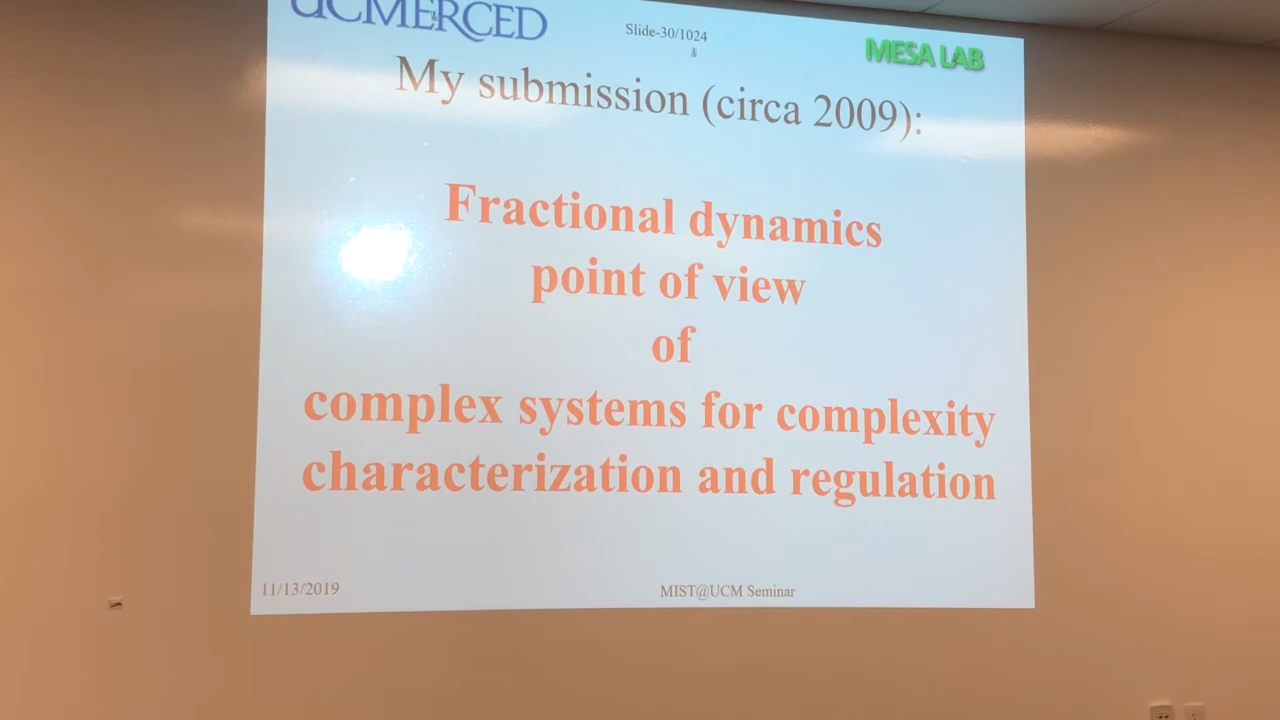 UCMERCED
Slide-30/1024
MESA LAB
My submission (circa 2009):
Fractional dynamics
point of view
of
complex systems for complexity
characterization and regulation
11/13/2019
MIST@UCM Seminar